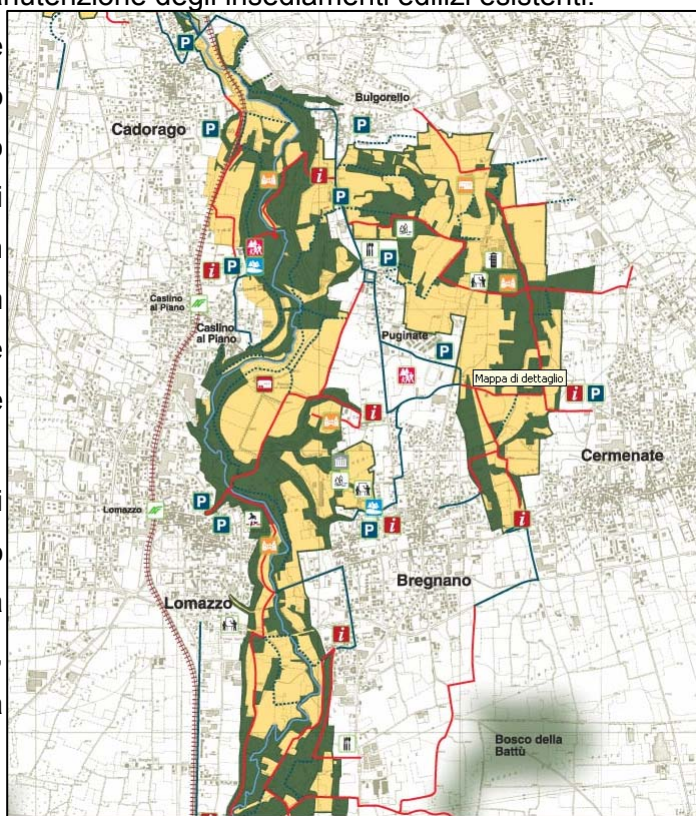 anutenzione degli insediamenti edilizi esistenti.
Bulgorello
Cadorago
Caslino
al Piano
Caslino
al Piano
Puginate
Mappa di dettaglio
Cermenate
Lomazzo
Bregnano
Lomazzo
Bosco della
Battù
P
P
P
i
P
i
P
P
P
i
P
i
P
P
P
i
i
i
i